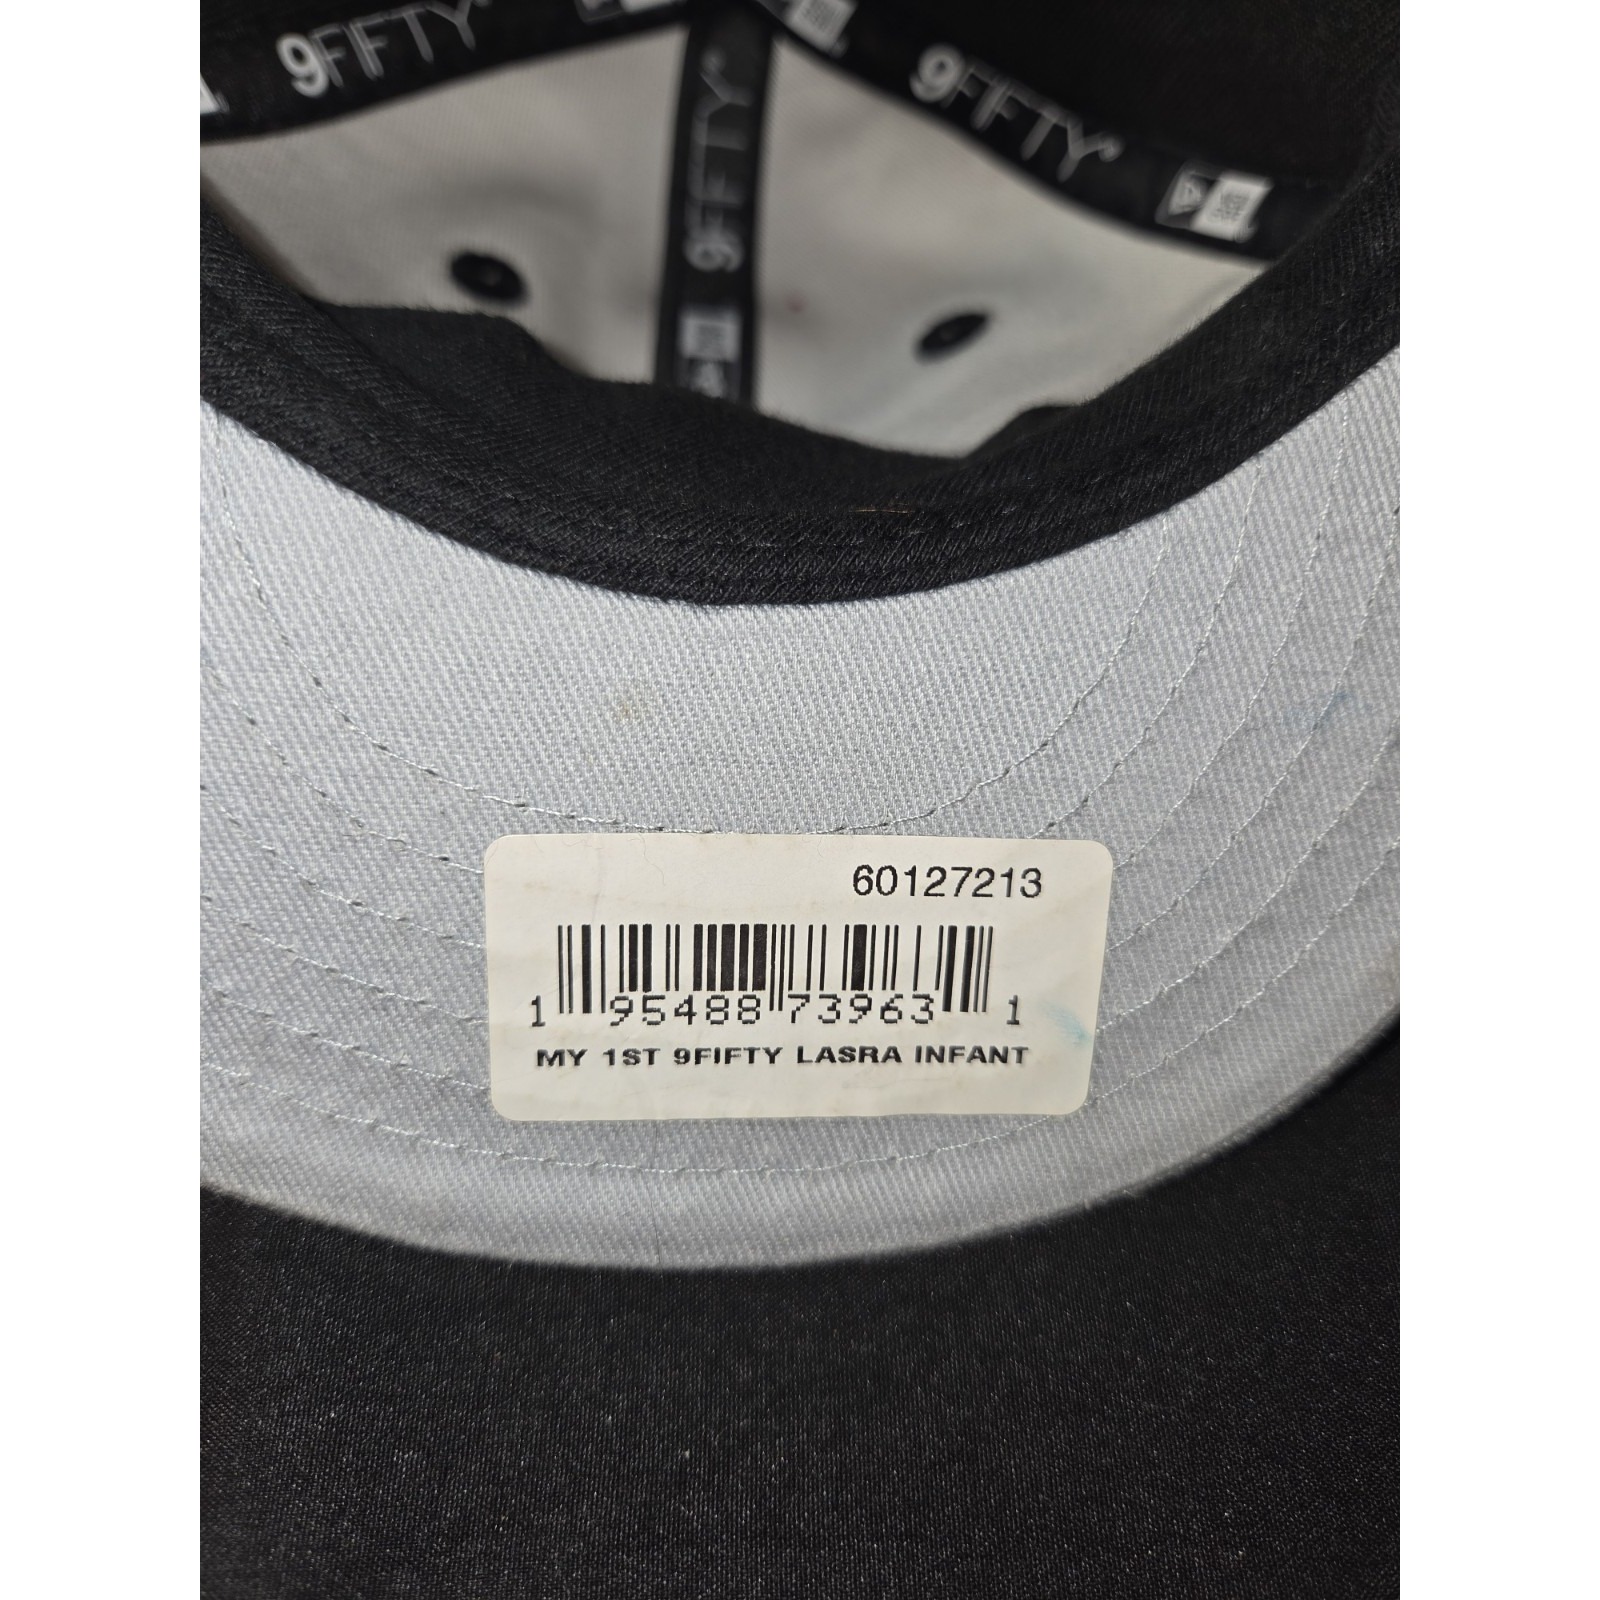 9FIFTY
9FIFTY
9FIFTY
60127213
1 95488 73963 1
MY 1ST 9FIFTY LASRA INFANT